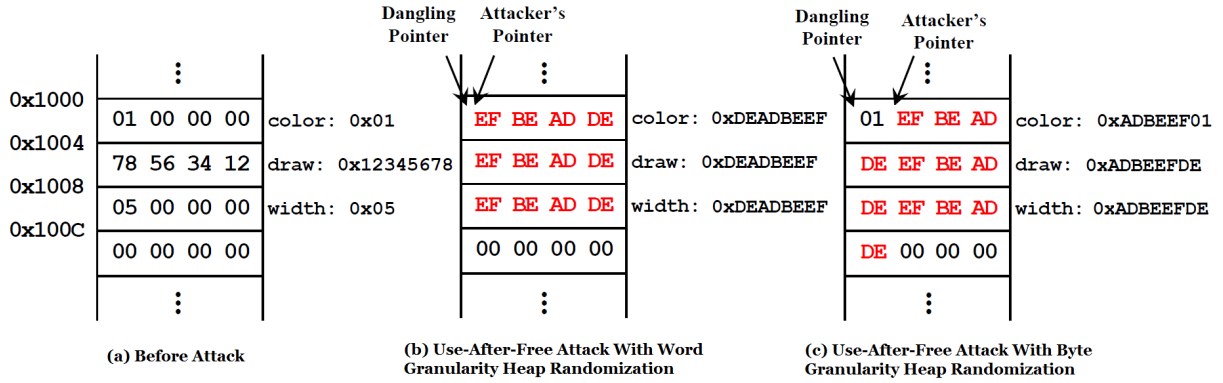 Dangling Pointer
Attacker's Pointer
Dangling Pointer
Attacker's Pointer
0x1000
0x1004
0x1008
0x100C
01 00 00 00 color: 0x01
78 56 34 12 draw: 0x12345678
05 00 00 00 width: 0x05
00 00 00 00
(a) Before Attack
EF BE AD DE color: 0xDEADBEEF
EF BE AD DE draw: 0xDEADBEEF
EF BE AD DE width: 0xDEADBEEF
00 00 00 00
(b) Use-After-Free Attack With Word
Granularity Heap Randomization
01 EF BE AD color: 0xADBEEF01
DE EF BE AD draw: 0xADBEEFDE
DE EF BE AD width: 0xADBEEFDE
DE 00 00 00
(c) Use-After-Free Attack With Byte
Granularity Heap Randomization